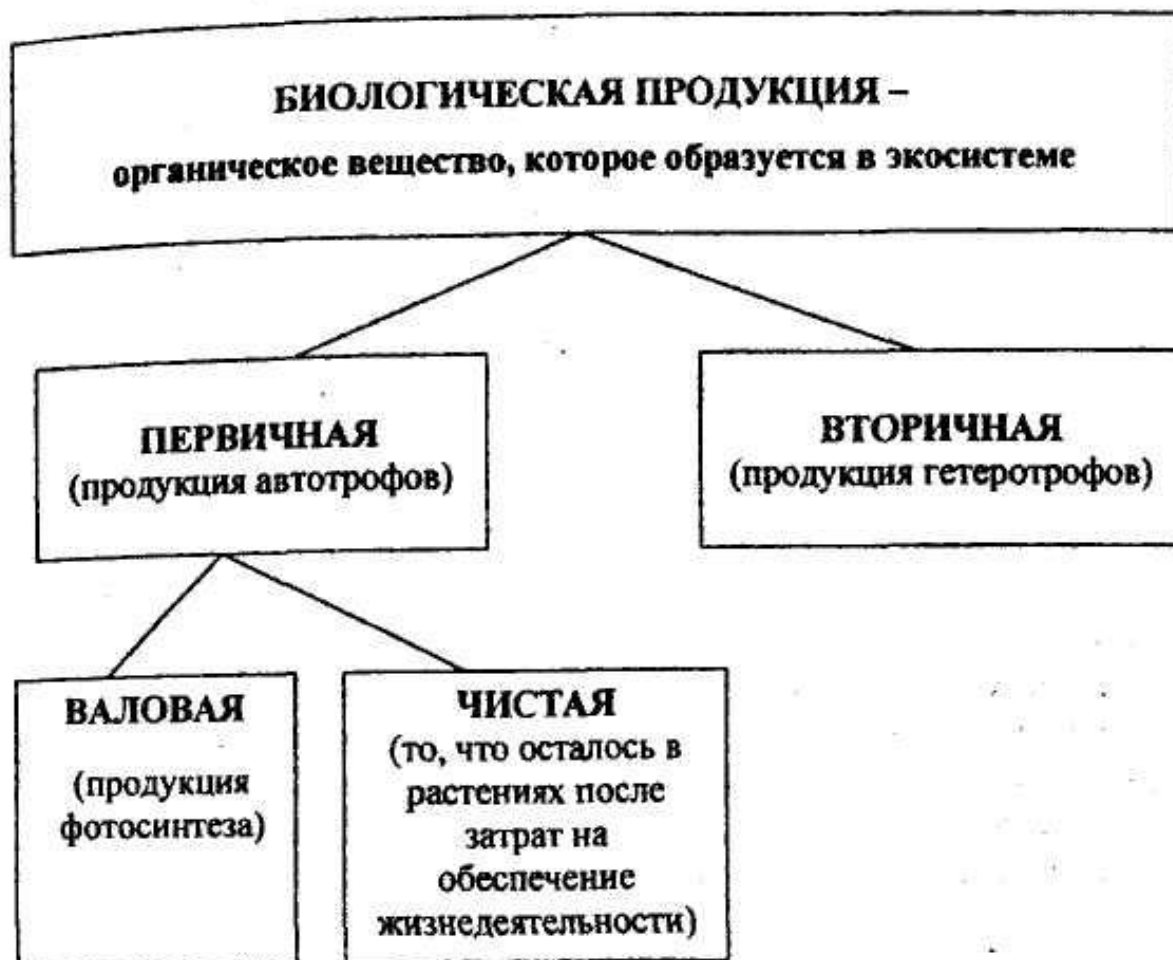 БИОЛОГИЧЕСКАЯ ПРОДУКЦИЯ –
органическое вещество, которое образуется в экосистеме
ПЕРВИЧНАЯ
(продукция автотрофов)
ВТОРИЧНАЯ
(продукция гетеротрофов)
ВАЛОВАЯ
(продукция
фотосинтеза)
ЧИСТАЯ
(то, что осталось в
растениях после
затрат на
обеспечение
жизнедеятельности)